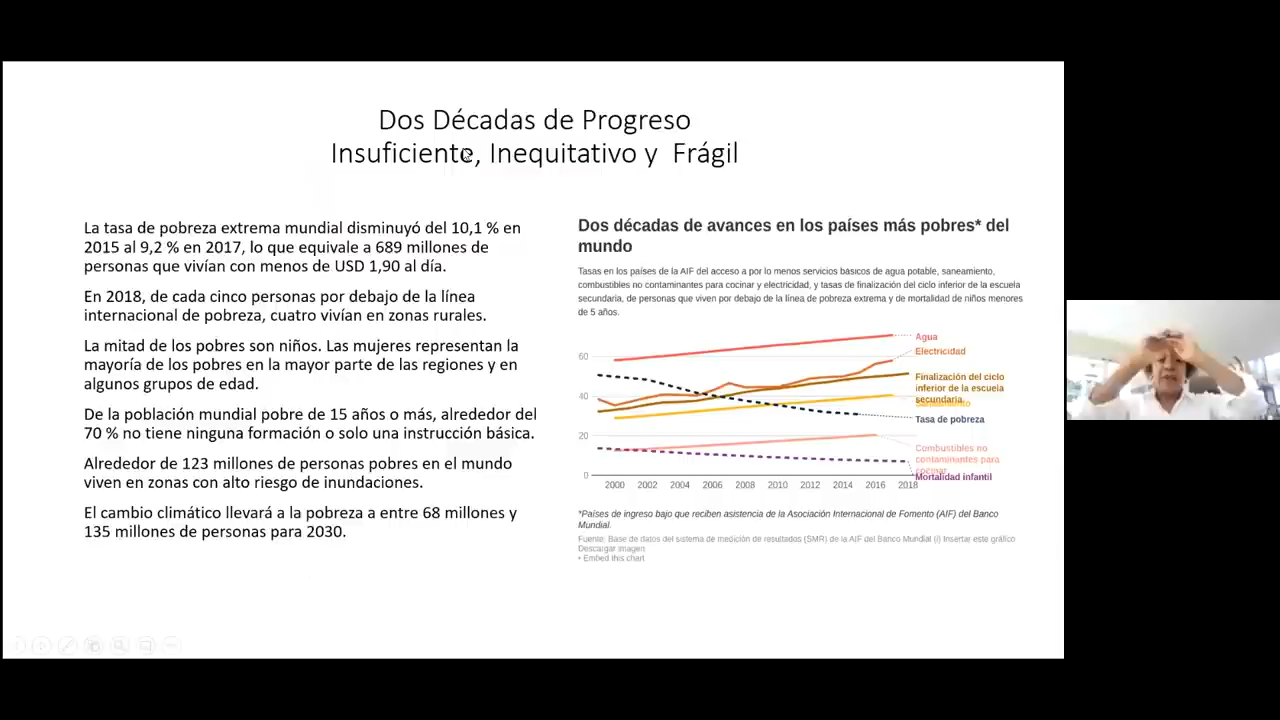 Dos Décadas de Progreso
Insuficiente, Inequitativo y Frágil
La tasa de pobreza extrema mundial disminuyó del 10,1 % en
2015 al 9,2 % en 2017, lo que equivale a 689 millones de
personas que vivían con menos de USD 1,90 al día.
En 2018, de cada cinco personas por debajo de la línea
internacional de pobreza, cuatro vivían en zonas rurales.
La mitad de los pobres son niños. Las mujeres representan la
mayoría de los pobres en la mayor parte de las regiones y en
algunos grupos de edad.
De la población mundial pobre de 15 años o más, alrededor del
70 % no tiene ninguna formación o solo una instrucción básica.
Alrededor de 123 millones de personas pobres en el mundo
viven en zonas con alto riesgo de inundaciones.
El cambio climático llevará a la pobreza a entre 68 millones y
135 millones de personas para 2030.
Dos décadas de avances en los países más pobres* del
mundo
Tasas en los países de la AIF del acceso a por lo menos servicios básicos de agua potable, saneamiento,
combustibles no contaminantes para cocinar y electricidad, y tasas de finalización del ciclo inferior de la escuela
secundaria, de personas que viven por debajo de la línea de pobreza extrema y de mortalidad de niños menores
de 5 años.
60
40
20
0
2000 2002 2004 2006 2008 2010 2012 2014 2016 2018
Agua
Electricidad
Finalización del ciclo
inferior de la escuela
secundaria.
Saneamiento
Tasa de pobreza
Combustibles no
contaminantes para
cocinar
Mortalidad infantil
*Países de ingreso bajo que reciben asistencia de la Asociación Internacional de Fomento (AIF) del Banco
Mundial.
Fuente: Base de datos del sistema de medición de resultados (SMR) de la AIF del Banco Mundial (i) Insertar este gráfico
Descargar imagen
• Embed this chart